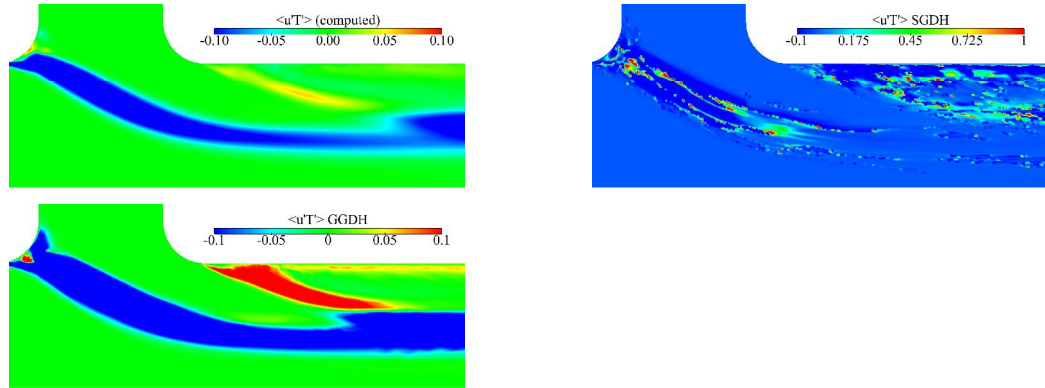 <u'T'> (computed)
-0.10 -0.05 0.00 0.05 0.10
<u'T'> SGDH
-0.1 0.175 0.45 0.725 1
<u'T'> GGDH
-0.1 -0.05 0 0.05 0.1